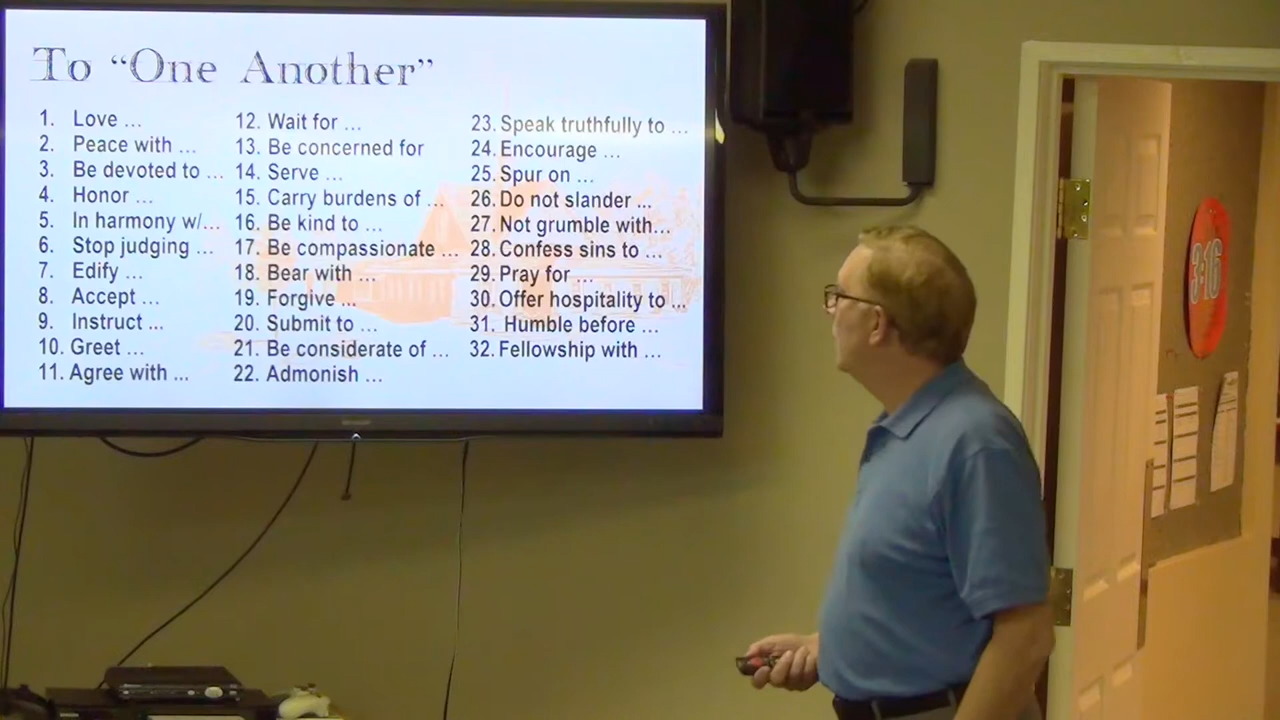 To “One Another”
1. Love ...
2. Peace with ...
3. Be devoted to ...
4. Honor ...
5. In harmony w/...
6. Stop judging ...
7. Edify ...
8. Accept ...
9. Instruct ...
10. Greet ...
11. Agree with ...
12. Wait for ...
13. Be concerned for
14. Serve ...
15. Carry burdens of ...
16. Be kind to ...
17. Be compassionate ...
18. Bear with ...
19. Forgive ...
20. Submit to ...
21. Be considerate of ...
22. Admonish ...
23. Speak truthfully to ...
24. Encourage ...
25. Spur on ...
26. Do not slander ...
27. Not grumble with...
28. Confess sins to ...
29. Pray for ...
30. Offer hospitality to ...
31. Humble before ...
32. Fellowship with ...
3:16